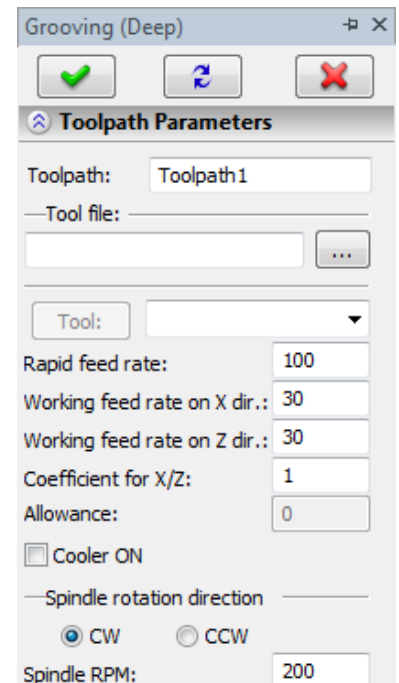 Grooving (Deep)
Toolpath Parameters
Toolpath: Toolpath1
Tool file:
...
Tool:
Rapid feed rate: 100
Working feed rate on X dir.: 30
Working feed rate on Z dir.: 30
Coefficient for X/Z: 1
Allowance: 0
Cooler ON
Spindle rotation direction
CW CCW
Spindle RPM: 200